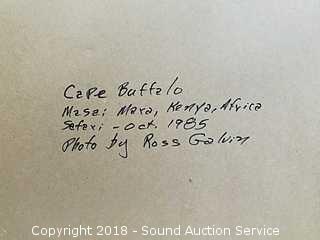 Cape Buffalo
Masai Mara, Kenya, Africa
Safari - Oct. 1985
Photo by Ross Galvin
Copyright 2018 - Sound Auction Service